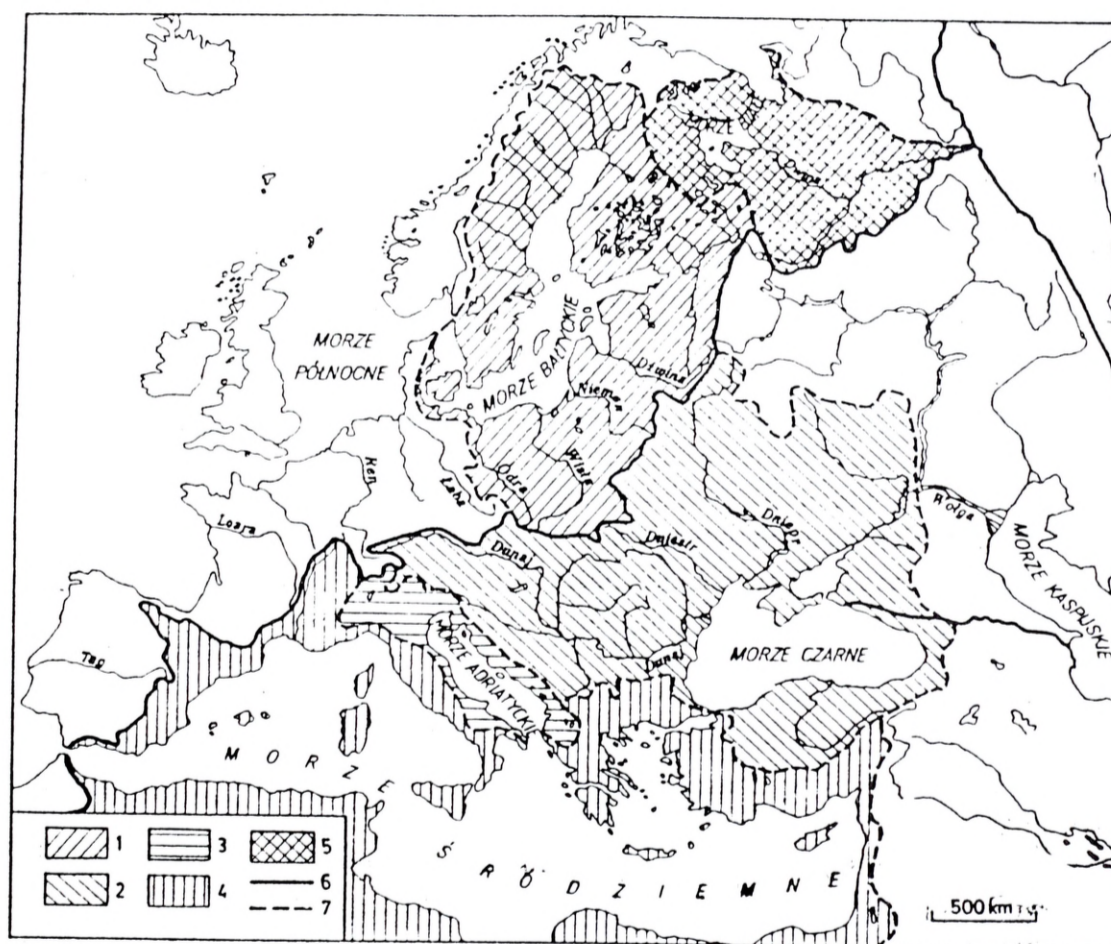 MORZE
PÓŁNOCNE
MORZE BAŁTYCKIE
Dźwina
Niemen
Wisła
Odra
Łaba
Ren
Loara
Tag
Dunaj
Dniestr
Dniepr
Wołga
MORZE KASPIJSKIE
MORZE CZARNE
Dunaj
MORZE ADRIATYCKIE
MORZE
ŚRÓDZIEMNE
1 3 5
2 4 6
7
500 km